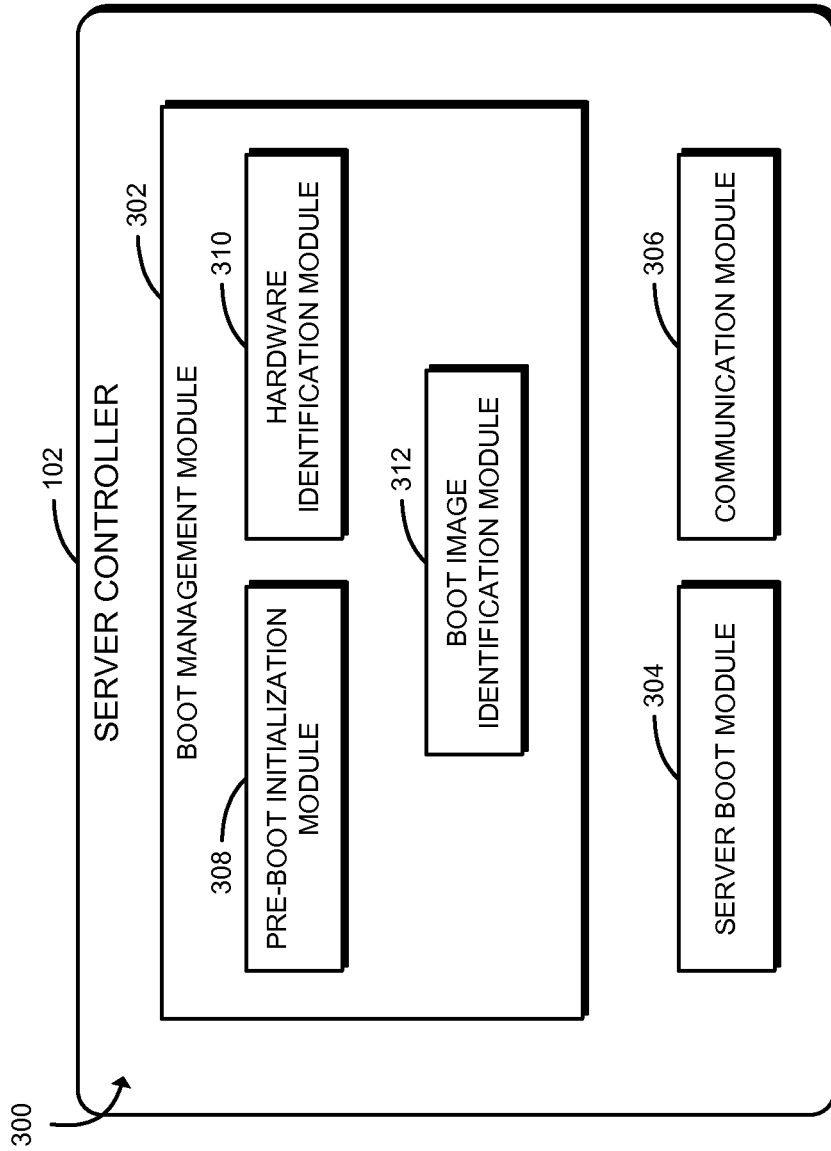 300
102
SERVER CONTROLLER
302
BOOT MANAGEMENT MODULE
308
PRE-BOOT INITIALIZATION
MODULE
310
HARDWARE
IDENTIFICATION MODULE
312
BOOT IMAGE
IDENTIFICATION MODULE
304
SERVER BOOT MODULE
306
COMMUNICATION MODULE